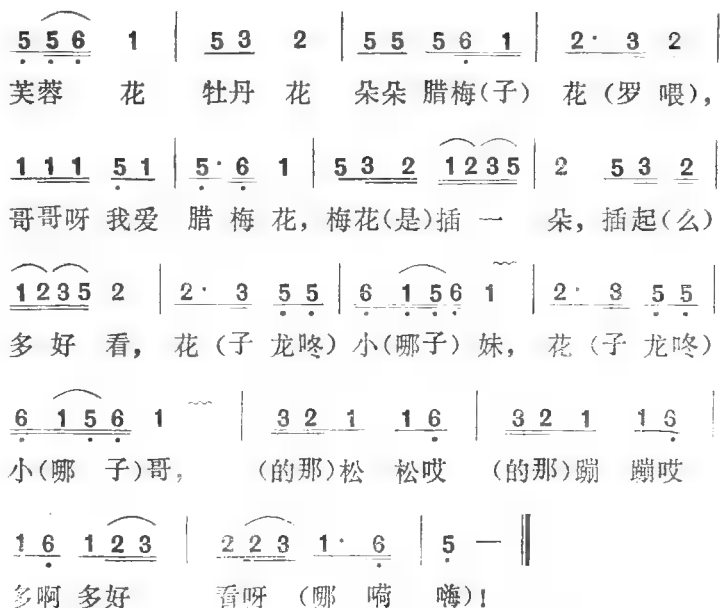 5 5 6 1 | 5 3 2 | 5 5 5 6 1 | 2· 3 2 |
芙蓉 花 牡丹 花 朵朵 腊梅(子) 花(罗 喂),
1 1 1 5 1 | 5· 6 1 | 5 3 2 1 2 3 5 | 2 5 3 2 |
哥哥呀 我爱 腊 梅 花, 梅花(是)插 一 朵, 插起(么)
1 2 3 5 2 | 2· 3 5 5 | 6 1 5 6 1 | 2· 3 5 5 |
多 好 看, 花(子 龙咚) 小(哪子) 妹, 花(子 龙咚)
6 1 5 6 1 | 3 2 1 1 6 | 3 2 1 1 6 |
小(哪 子)哥, (的那)松 松哎 (的那)蹦 蹦哎
1 6 1 2 3 | 2 2 3 1· 6 | 5 — ‖
多啊 多好 看呀 (哪 嗬 嗨)!